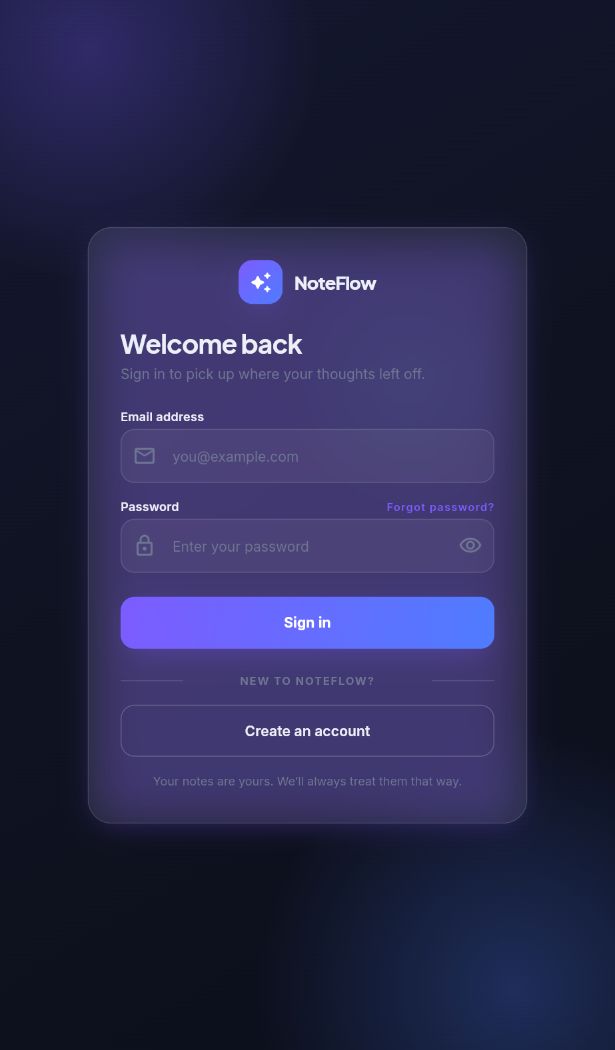 NoteFlow
Welcome back
Sign in to pick up where your thoughts left off.
Email address
you@example.com
Password Forgot password?
Enter your password
Sign in
NEW TO NOTEFLOW?
Create an account
Your notes are yours. We'll always treat them that way.